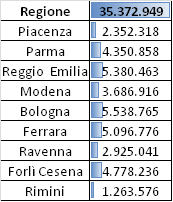 Regione 35.372.949
Piacenza 2.352.318
Parma 4.350.858
Reggio Emilia 5.380.463
Modena 3.686.916
Bologna 5.538.765
Ferrara 5.096.776
Ravenna 2.925.041
Forlì Cesena 4.778.236
Rimini 1.263.576